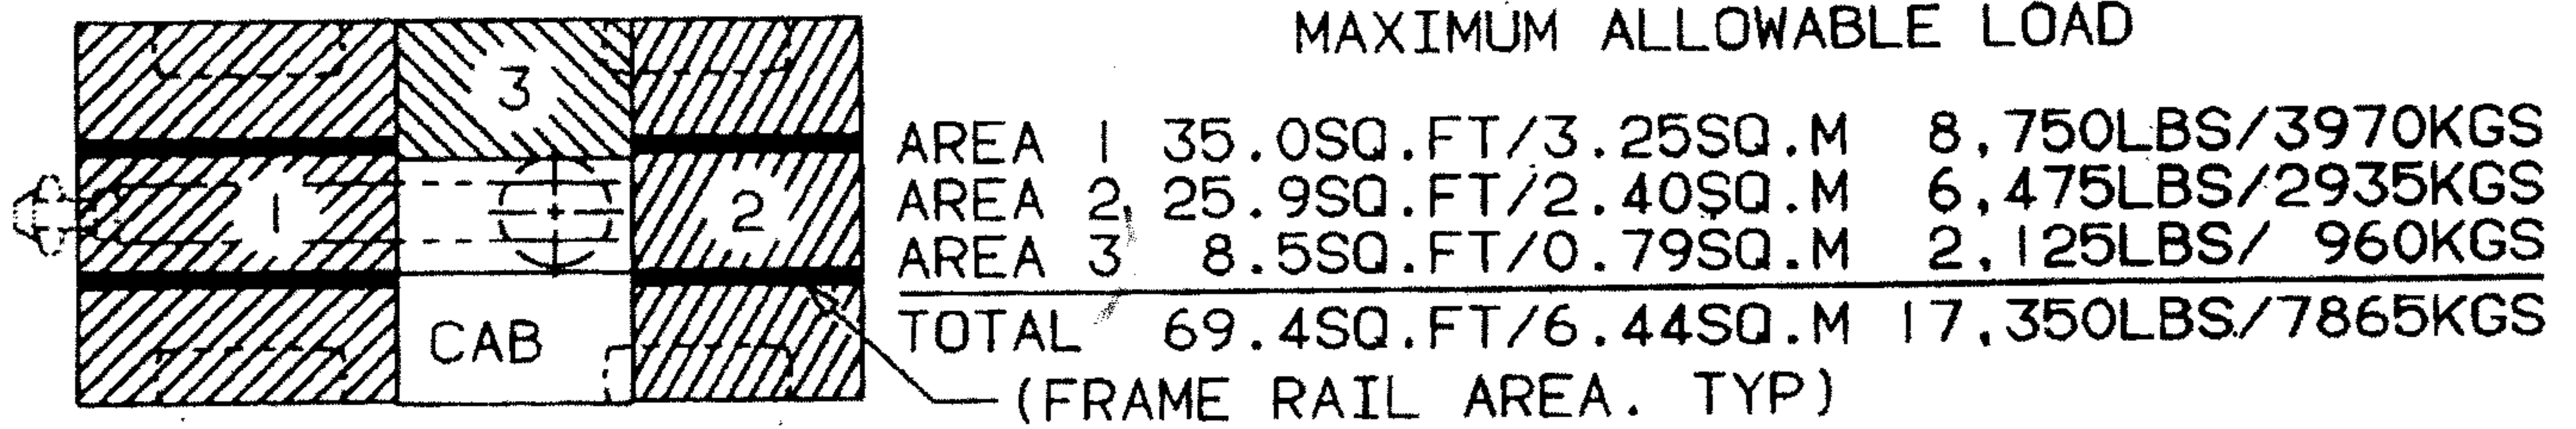 MAXIMUM ALLOWABLE LOAD
3
AREA 1 35.0SQ.FT/3.25SQ.M 8,750LBS/3970KGS
1
2
AREA 2 25.9SQ.FT/2.40SQ.M 6,475LBS/2935KGS
AREA 3 8.5SQ.FT/0.79SQ.M 2,125LBS/ 960KGS
CAB
TOTAL 69.4SQ.FT/6.44SQ.M 17,350LBS/7865KGS
(FRAME RAIL AREA. TYP)